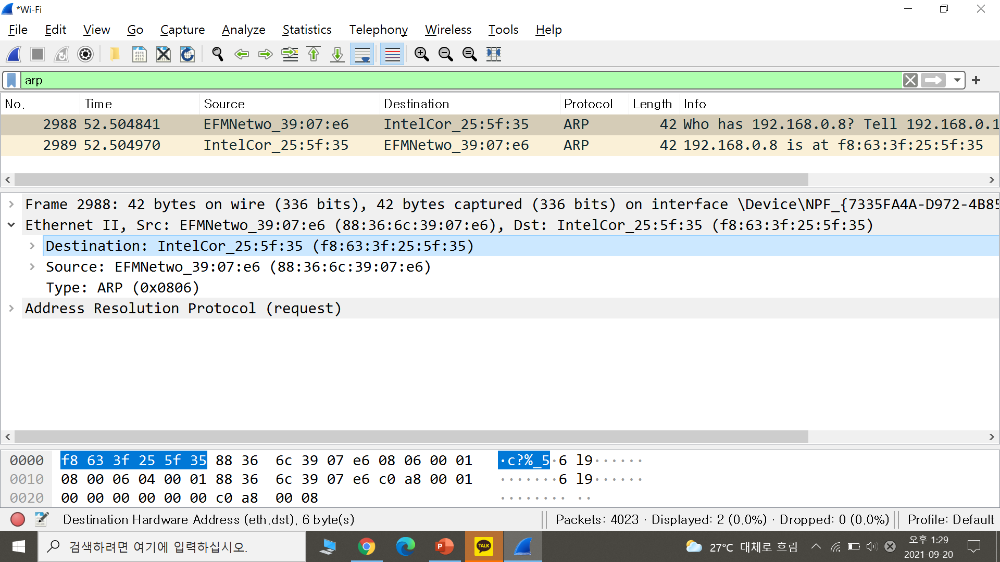 *Wi-Fi
File Edit View Go Capture Analyze Statistics Telephony Wireless Tools Help
arp
No. Time Source Destination Protocol Length Info
2988 52.504841 EFMNetwo_39:07:e6 IntelCor_25:5f:35 ARP 42 Who has 192.168.0.8? Tell 192.168.0.1
2989 52.504970 IntelCor_25:5f:35 EFMNetwo_39:07:e6 ARP 42 192.168.0.8 is at f8:63:3f:25:5f:35
Frame 2988: 42 bytes on wire (336 bits), 42 bytes captured (336 bits) on interface \Device\NPF_{7335FA4A-D972-4B85
Ethernet II, Src: EFMNetwo_39:07:e6 (88:36:6c:39:07:e6), Dst: IntelCor_25:5f:35 (f8:63:3f:25:5f:35)
Destination: IntelCor_25:5f:35 (f8:63:3f:25:5f:35)
Source: EFMNetwo_39:07:e6 (88:36:6c:39:07:e6)
Type: ARP (0x0806)
Address Resolution Protocol (request)
0000 f8 63 3f 25 5f 35 88 36 6c 39 07 e6 08 06 00 01 ·c?%_5·6 l9······
0010 08 00 06 04 00 01 88 36 6c 39 07 e6 c0 a8 00 01 ·······6 l9······
0020 00 00 00 00 00 00 c0 a8 00 08 ········ ··
Destination Hardware Address (eth.dst), 6 byte(s) Packets: 4023 · Displayed: 2 (0.0%) · Dropped: 0 (0.0%) Profile: Default
검색하려면 여기에 입력하십시오. TALK 27°C 대체로 흐림 오후 1:29
2021-09-20